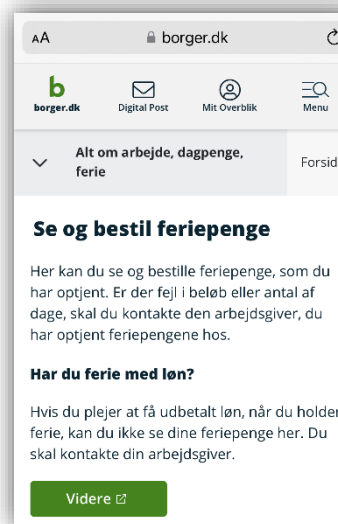 AA borger.dk
b
borger.dk Digital Post Mit Overblik Menu
Alt om arbejde, dagpenge,
ferie
Forsid
Se og bestil feriepenge
Her kan du se og bestille feriepenge, som du
har optjent. Er der fejl i beløb eller antal af
dage, skal du kontakte den arbejdsgiver, du
har optjent feriepengene hos.
Har du ferie med løn?
Hvis du plejer at få udbetalt løn, når du holder
ferie, kan du ikke se dine feriepenge her. Du
skal kontakte din arbejdsgiver.
Videre